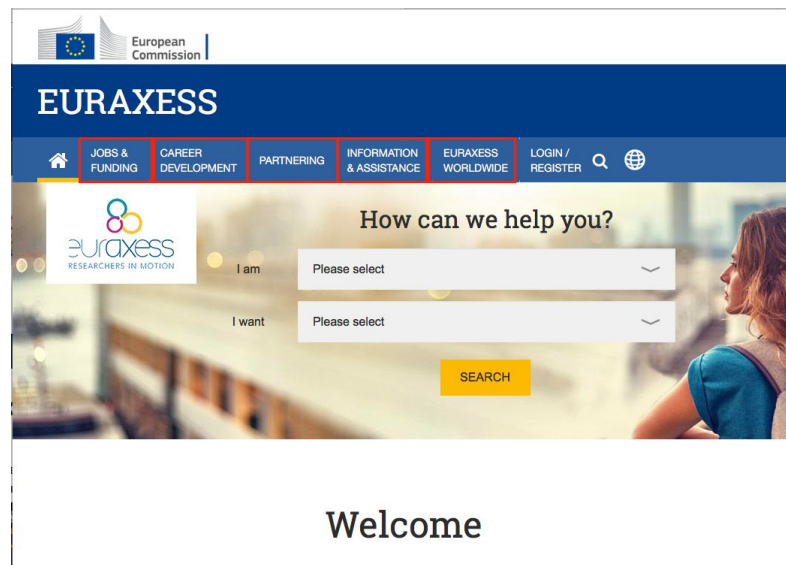 European
Commission
EURAXESS
JOBS &
FUNDING
CAREER
DEVELOPMENT
PARTNERING
INFORMATION
& ASSISTANCE
EURAXESS
WORLDWIDE
LOGIN /
REGISTER
euraxess
RESEARCHERS IN MOTION
How can we help you?
I am
Please select
I want
Please select
SEARCH
Welcome